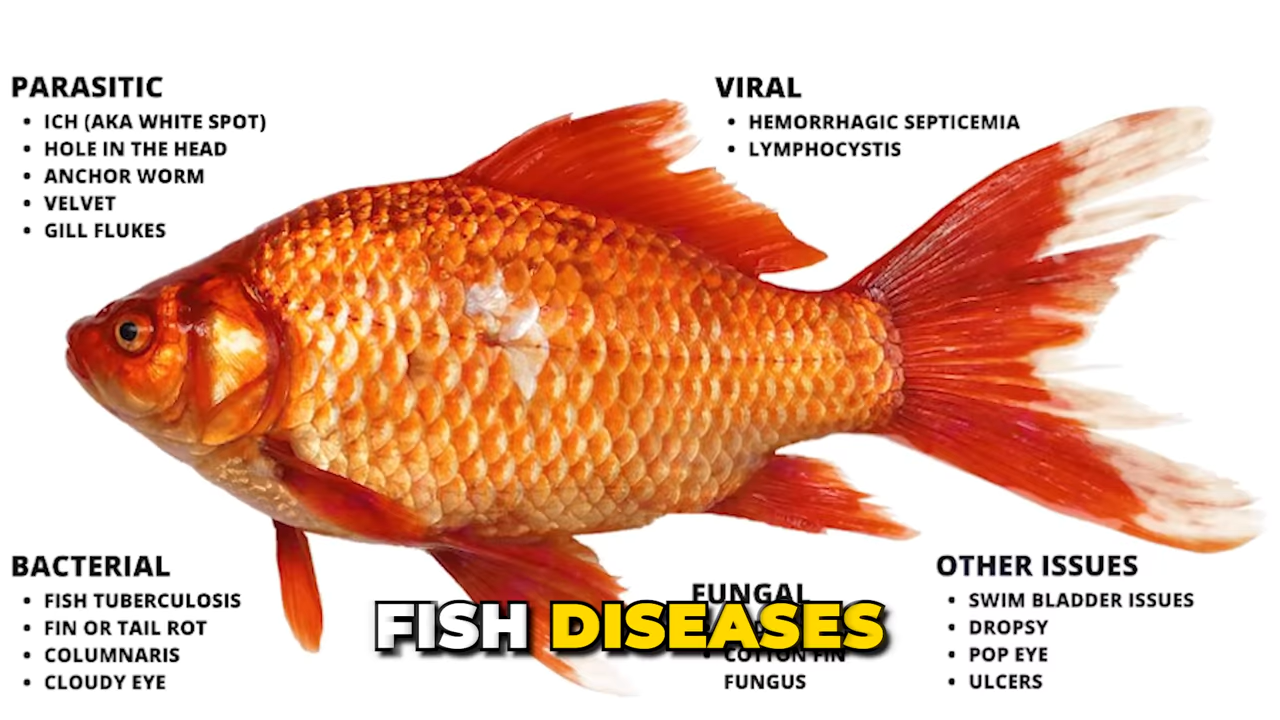 PARASITIC
• ICH (AKA WHITE SPOT)
• HOLE IN THE HEAD
• ANCHOR WORM
• VELVET
• GILL FLUKES
VIRAL
• HEMORRHAGIC SEPTICEMIA
• LYMPHOCYSTIS
BACTERIAL
• FISH TUBERCULOSIS
• FIN OR TAIL ROT
• COLUMNARIS
• CLOUDY EYE
FUNGAL
• COTTON FIN
FUNGUS
OTHER ISSUES
• SWIM BLADDER ISSUES
• DROPSY
• POP EYE
• ULCERS
FISH DISEASES